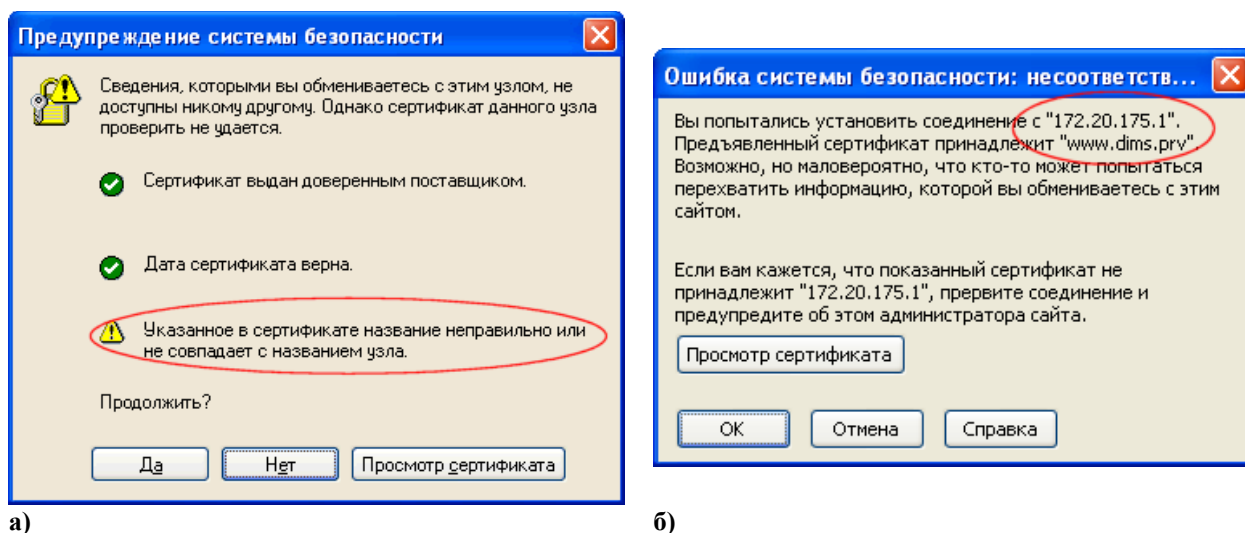 Предупреждение системы безопасности
Сведения, которыми вы обмениваетесь с этим узлом, не
доступны никому другому. Однако сертификат данного узла
проверить не удается.
Сертификат выдан доверенным поставщиком.
Дата сертификата верна.
Указанное в сертификате название неправильно или
не совпадает с названием узла.
Продолжить?
Да
Нет
Просмотр сертификата
а)
Ошибка системы безопасности: несоответств...
Вы попытались установить соединение с "172.20.175.1".
Предъявленный сертификат принадлежит "www.dims.prv".
Возможно, но маловероятно, что кто-то может попытаться
перехватить информацию, которой вы обмениваетесь с этим
сайтом.
Если вам кажется, что показанный сертификат не
принадлежит "172.20.175.1", прервите соединение и
предупредите об этом администратора сайта.
Просмотр сертификата
ОК
Отмена
Справка
б)